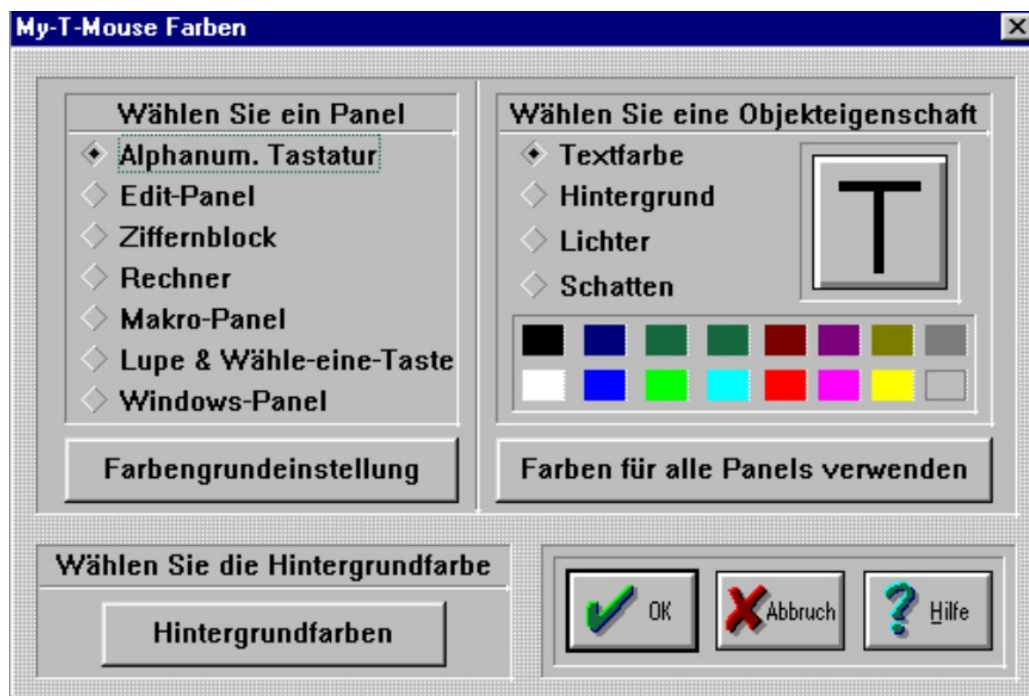 My-T-Mouse Farben
Wählen Sie ein Panel
Alphanum. Tastatur
Edit-Panel
Ziffernblock
Rechner
Makro-Panel
Lupe & Wähle-eine-Taste
Windows-Panel
Farbengrundeinstellung
Wählen Sie eine Objekteigenschaft
Textfarbe
Hintergrund
Lichter
Schatten
T
Farben für alle Panels verwenden
Wählen Sie die Hintergrundfarbe
Hintergrundfarben
OK
Abbruch
Hilfe